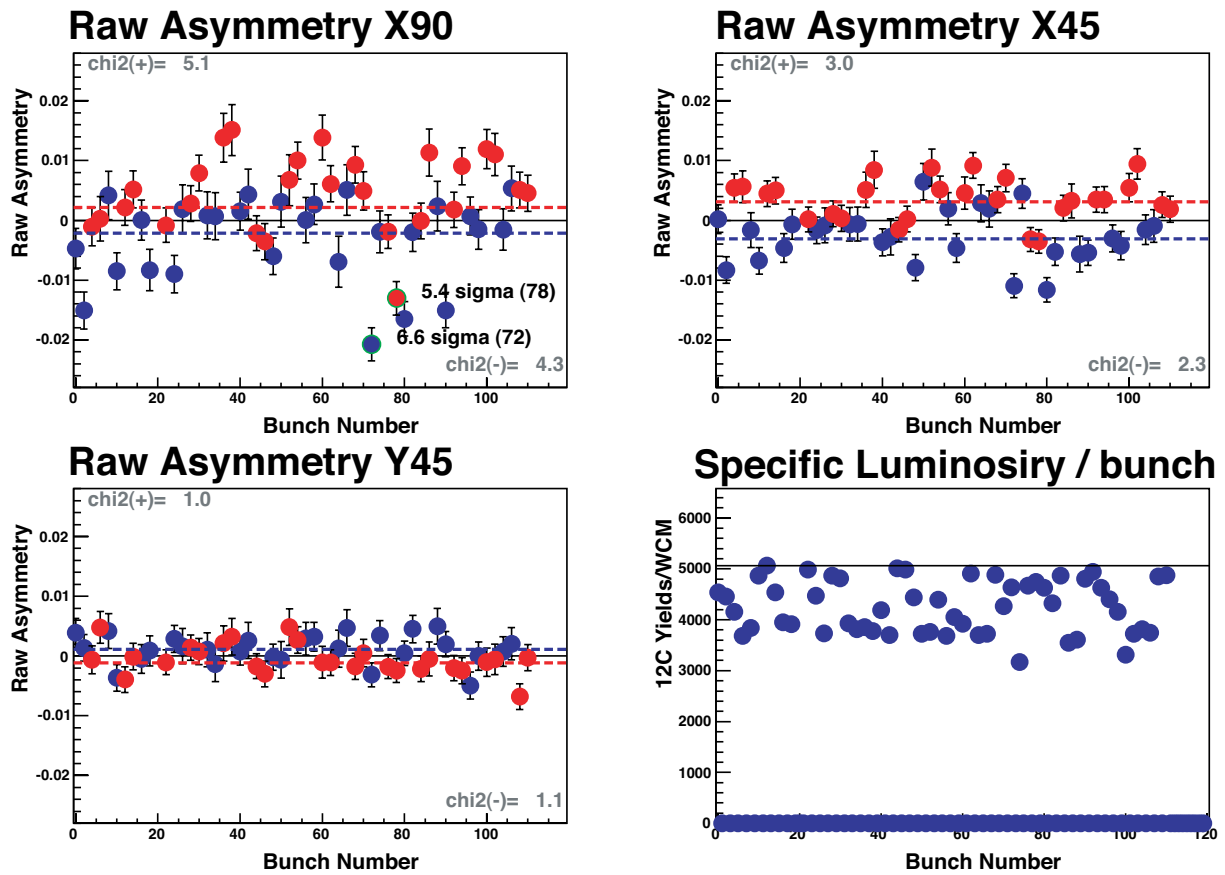 Raw Asymmetry X90
chi2(+)= 5.1
Raw Asymmetry
0.02
0.01
0
-0.01
-0.02
5.4 sigma (78)
6.6 sigma (72)
chi2(-)= 4.3
0 20 40 60 80 100
Bunch Number
Raw Asymmetry X45
chi2(+)= 3.0
Raw Asymmetry
0.02
0.01
0
-0.01
-0.02
chi2(-)= 2.3
0 20 40 60 80 100
Bunch Number
Raw Asymmetry Y45
chi2(+)= 1.0
Raw Asymmetry
0.02
0.01
0
-0.01
-0.02
chi2(-)= 1.1
0 20 40 60 80 100
Bunch Number
Specific Luminosiry / bunch
12C Yields/WCM
6000
5000
4000
3000
2000
1000
0
0 20 40 60 80 100 120
Bunch Number